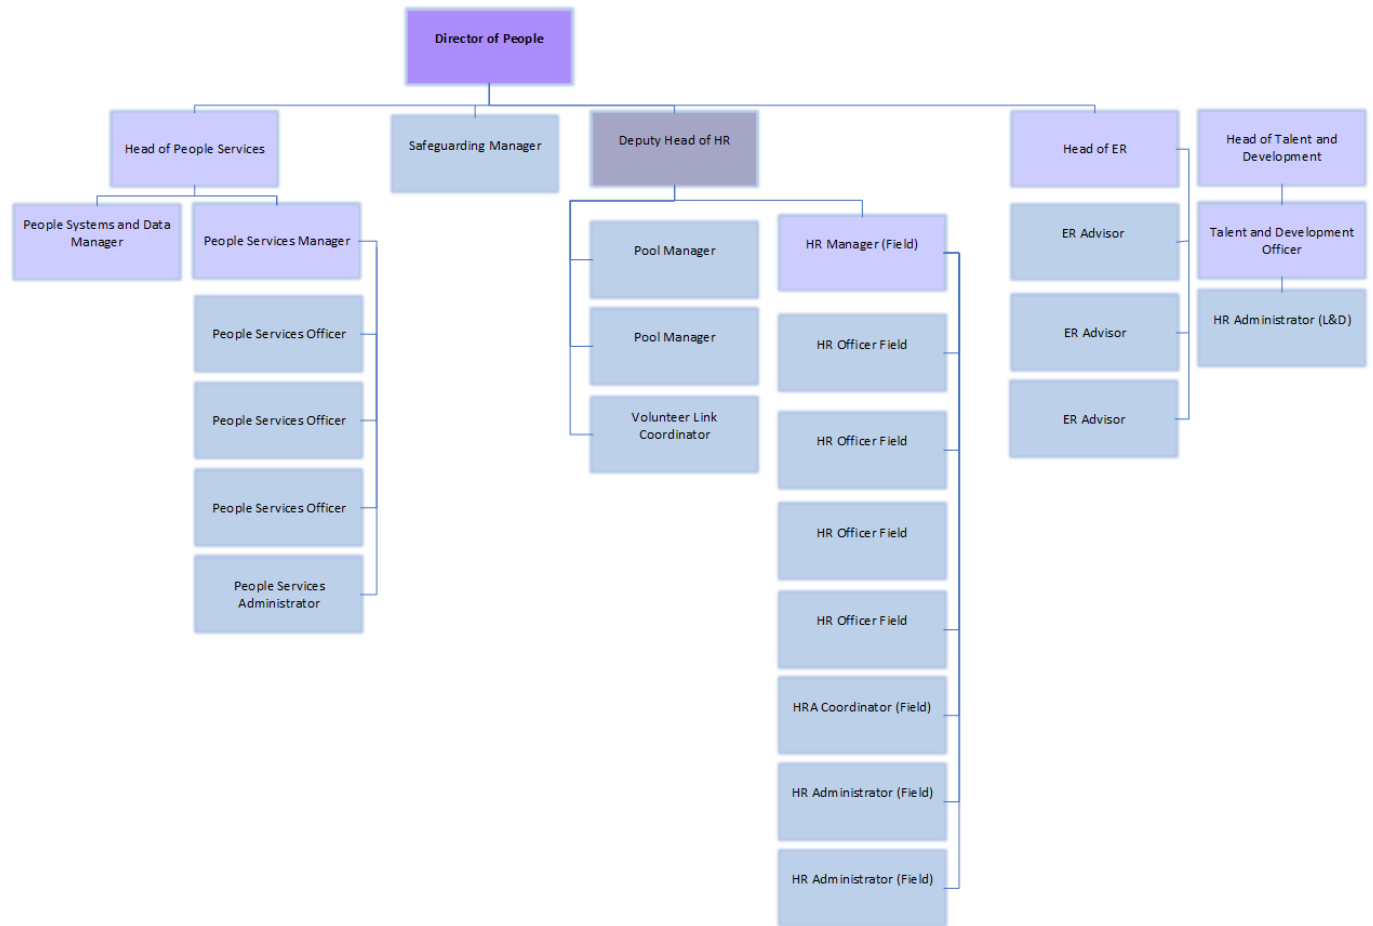 Director of People
Head of People Services
Safeguarding Manager
Deputy Head of HR
Head of ER
Head of Talent and
Development
People Systems and Data
Manager
People Services Manager
People Services Officer
People Services Officer
People Services Officer
People Services
Administrator
Pool Manager
Pool Manager
Volunteer Link
Coordinator
HR Manager (Field)
HR Officer Field
HR Officer Field
HR Officer Field
HR Officer Field
HRA Coordinator (Field)
HR Administrator (Field)
HR Administrator (Field)
ER Advisor
ER Advisor
ER Advisor
Talent and Development
Officer
HR Administrator (L&D)